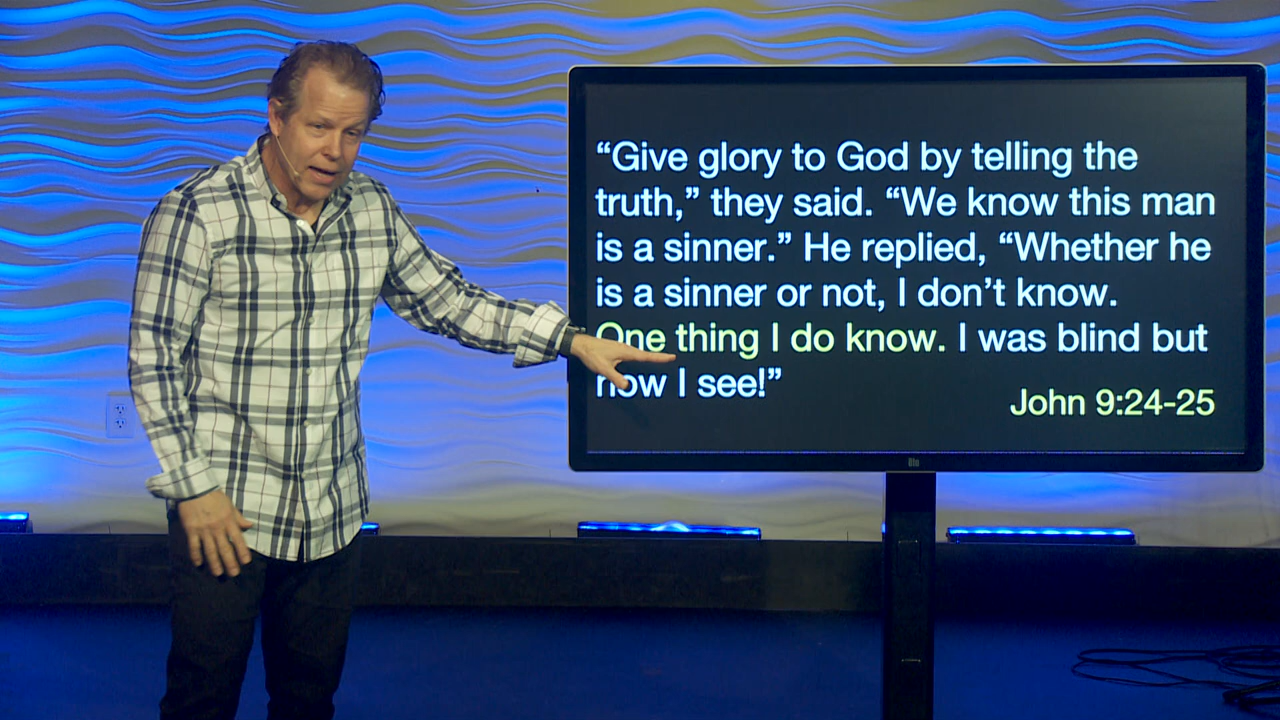 “Give glory to God by telling the
truth,” they said. “We know this man
is a sinner.” He replied, “Whether he
is a sinner or not, I don’t know.
One thing I do know. I was blind but
now I see!”
John 9:24-25
elo